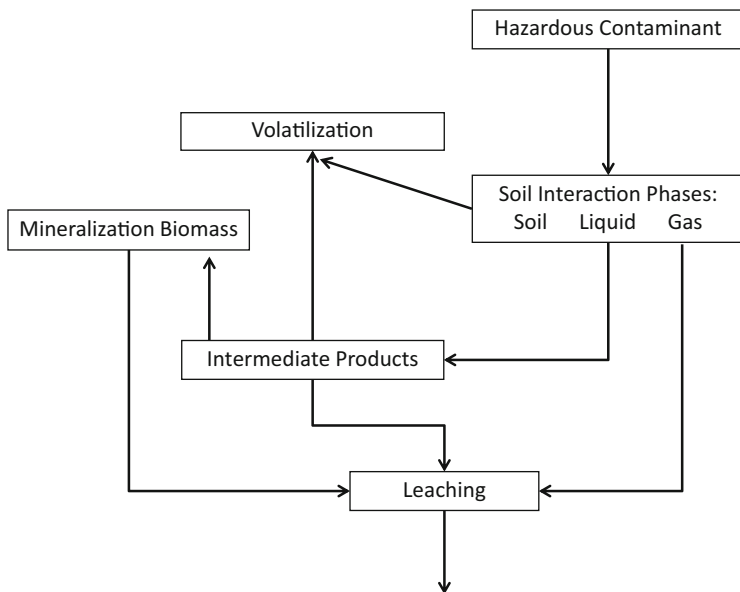 Hazardous Contaminant
Volatilization
Soil Interaction Phases:
Soil Liquid Gas
Mineralization Biomass
Intermediate Products
Leaching